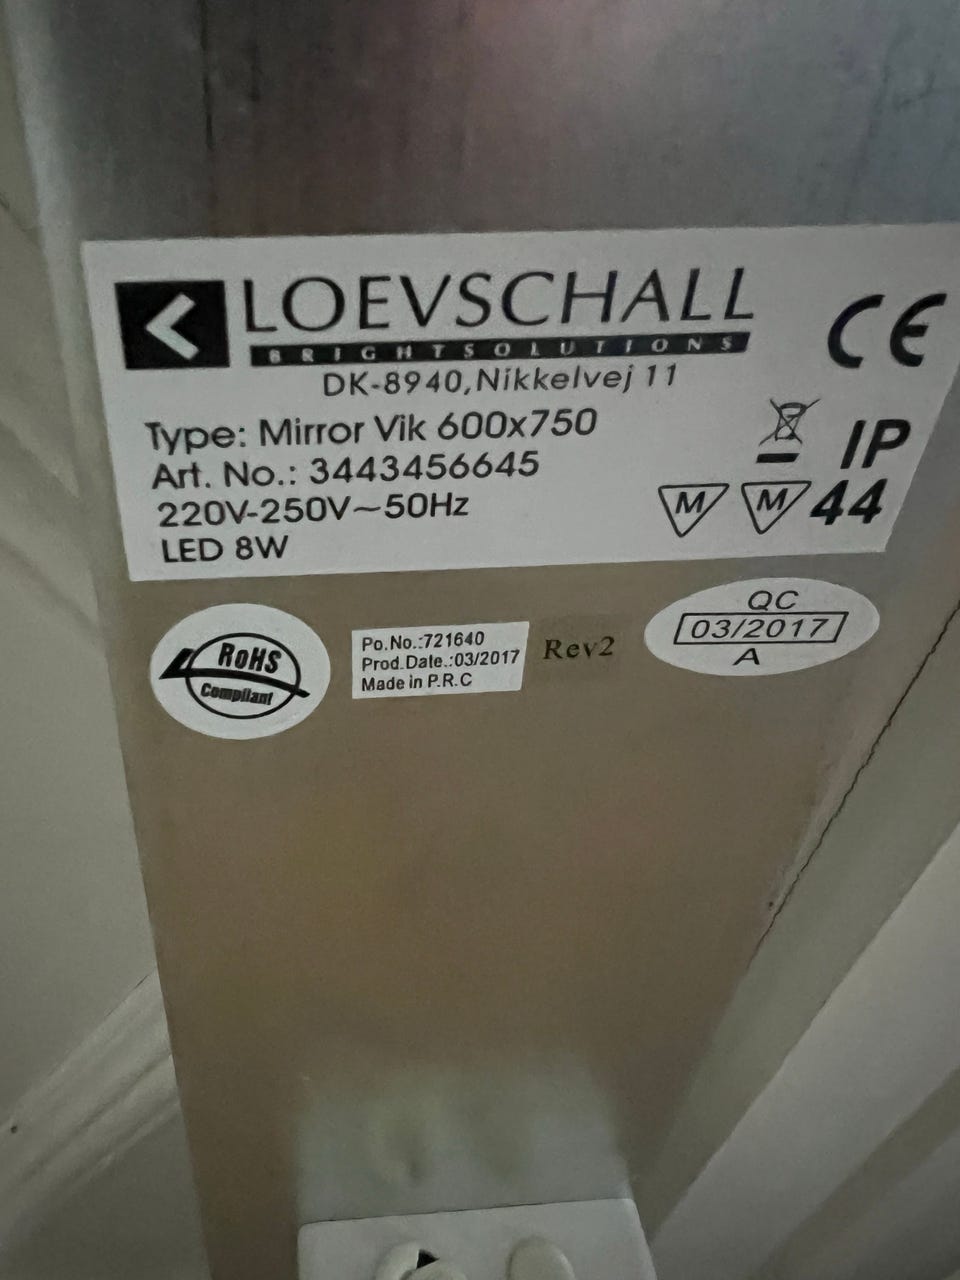 LOEVSCHALL
BRIGHTSOLUTIONS
DK-8940, Nikkelvej 11
CE
Type: Mirror Vik 600x750
Art. No.: 3443456645
220V-250V~50Hz
LED 8W
IP
M M 44
RoHS
Compliant
Po.No.:721640
Prod.Date.:03/2017
Made in P.R.C
Rev2
QC
03/2017
A